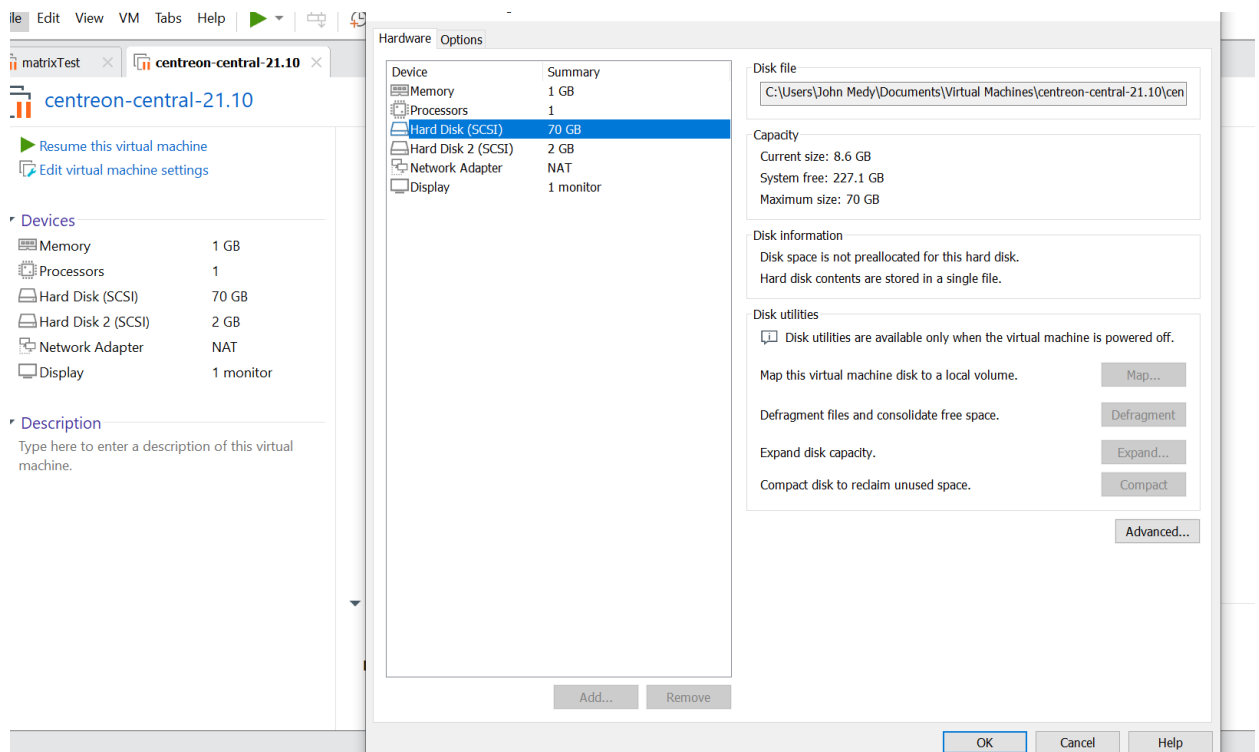 Edit View VM Tabs Help
matrixTest
centreon-central-21.10
centreon-central-21.10
Resume this virtual machine
Edit virtual machine settings
Devices
Memory 1 GB
Processors 1
Hard Disk (SCSI) 70 GB
Hard Disk 2 (SCSI) 2 GB
Network Adapter NAT
Display 1 monitor
Description
Type here to enter a description of this virtual
machine.
Hardware Options
Device Summary
Memory 1 GB
Processors 1
Hard Disk (SCSI) 70 GB
Hard Disk 2 (SCSI) 2 GB
Network Adapter NAT
Display 1 monitor
Add... Remove
Disk file
C:\Users\John Medy\Documents\Virtual Machines\centreon-central-21.10\cen
Capacity
Current size: 8.6 GB
System free: 227.1 GB
Maximum size: 70 GB
Disk information
Disk space is not preallocated for this hard disk.
Hard disk contents are stored in a single file.
Disk utilities
Disk utilities are available only when the virtual machine is powered off.
Map this virtual machine disk to a local volume. Map...
Defragment files and consolidate free space. Defragment
Expand disk capacity. Expand...
Compact disk to reclaim unused space. Compact
Advanced...
OK Cancel Help